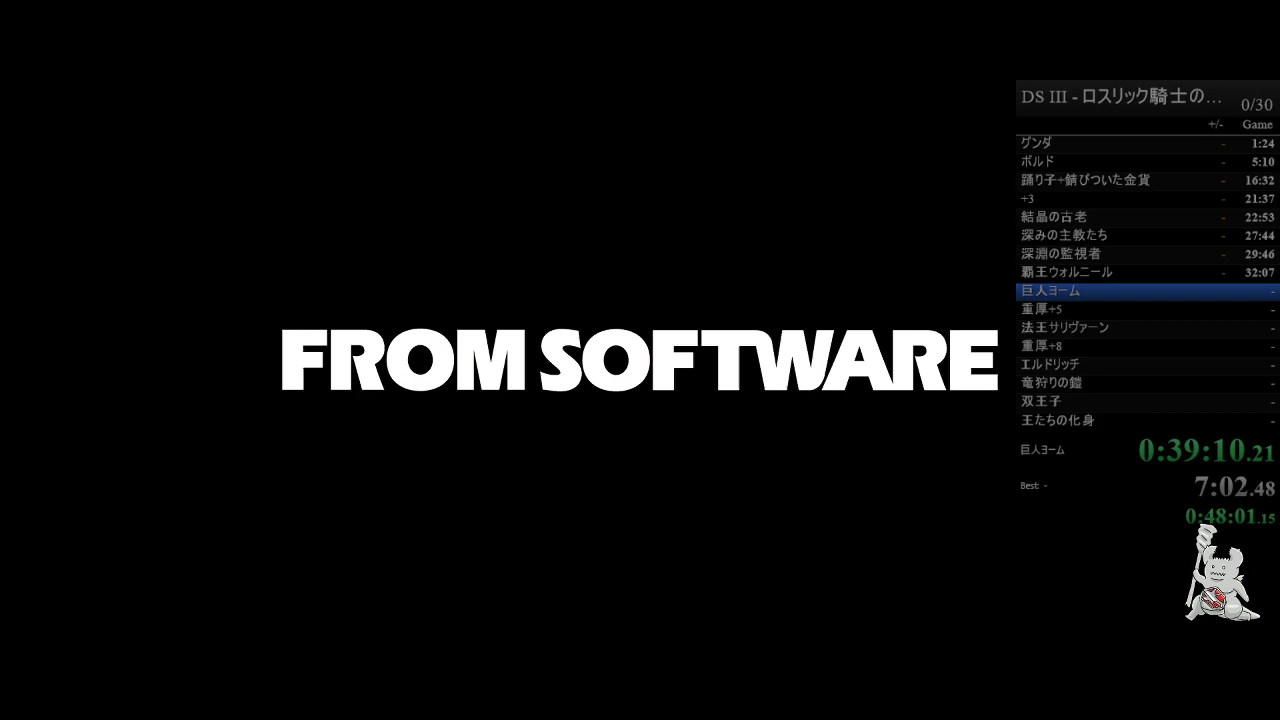 FROM SOFTWARE
DS III - ロスリック騎士の... 0/30
+/- Game
グンダ - 1:24
ボルド - 5:10
踊り子+錆びついた金貨 - 16:32
+3 - 21:37
結晶の古老 - 22:53
深みの主教たち - 27:44
深淵の監視者 - 29:46
覇王ウォルニール - 32:07
巨人ヨーム -
重厚+5 -
法王サリヴァーン -
重厚+8 -
エルドリッチ -
竜狩りの鎧 -
双王子 -
王たちの化身 -
巨人ヨーム 0:39:10.21
Best: - 7:02.48
0:48:01.15